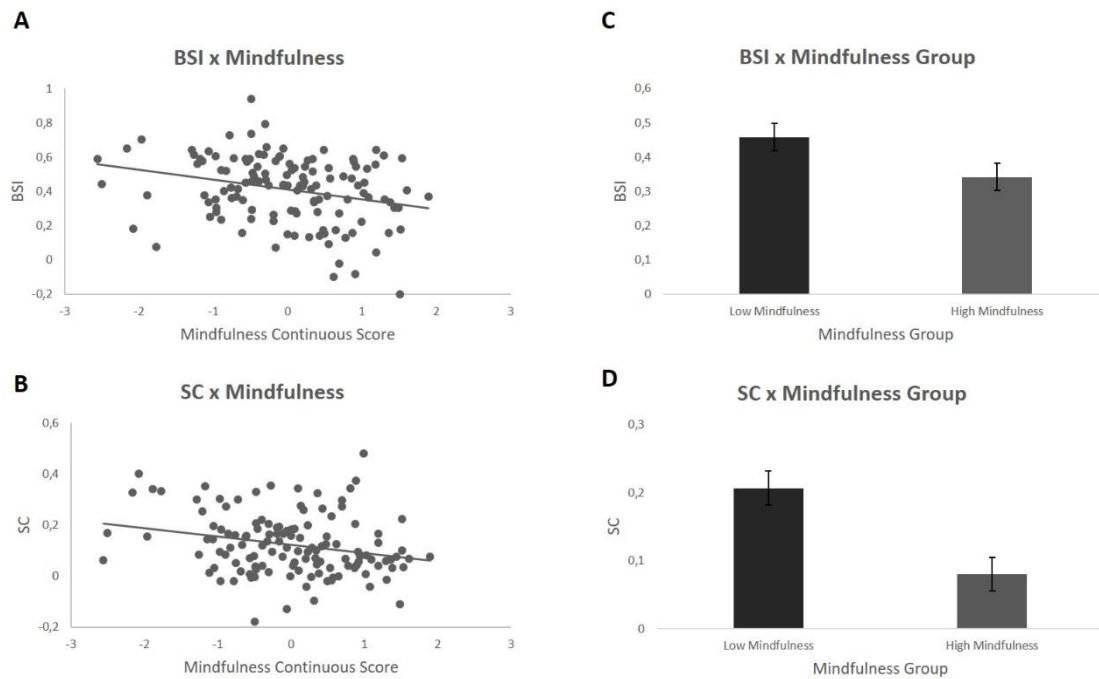 A
BSI x Mindfulness
1
0,8
0,6
0,4
0,2
0
-0,2
BSI
-3 -2 -1 0 1 2 3
Mindfulness Continuous Score
B
SC x Mindfulness
0,6
0,4
0,2
0
-0,2
SC
-3 -2 -1 0 1 2 3
Mindfulness Continuous Score
C
BSI x Mindfulness Group
0,6
0,5
0,4
0,3
0,2
0,1
0
BSI
Low Mindfulness High Mindfulness
Mindfulness Group
D
SC x Mindfulness Group
0,3
0,2
0,1
0
SC
Low Mindfulness High Mindfulness
Mindfulness Group